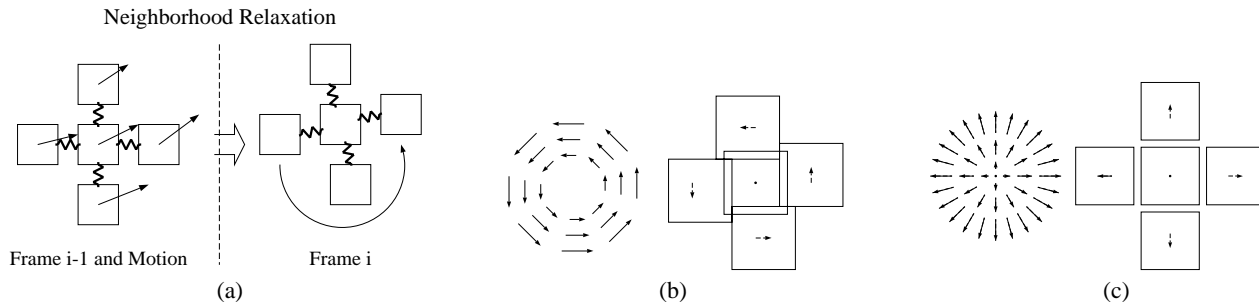 Neighborhood Relaxation
Frame i-1 and Motion
Frame i
(a)
(b)
(c)